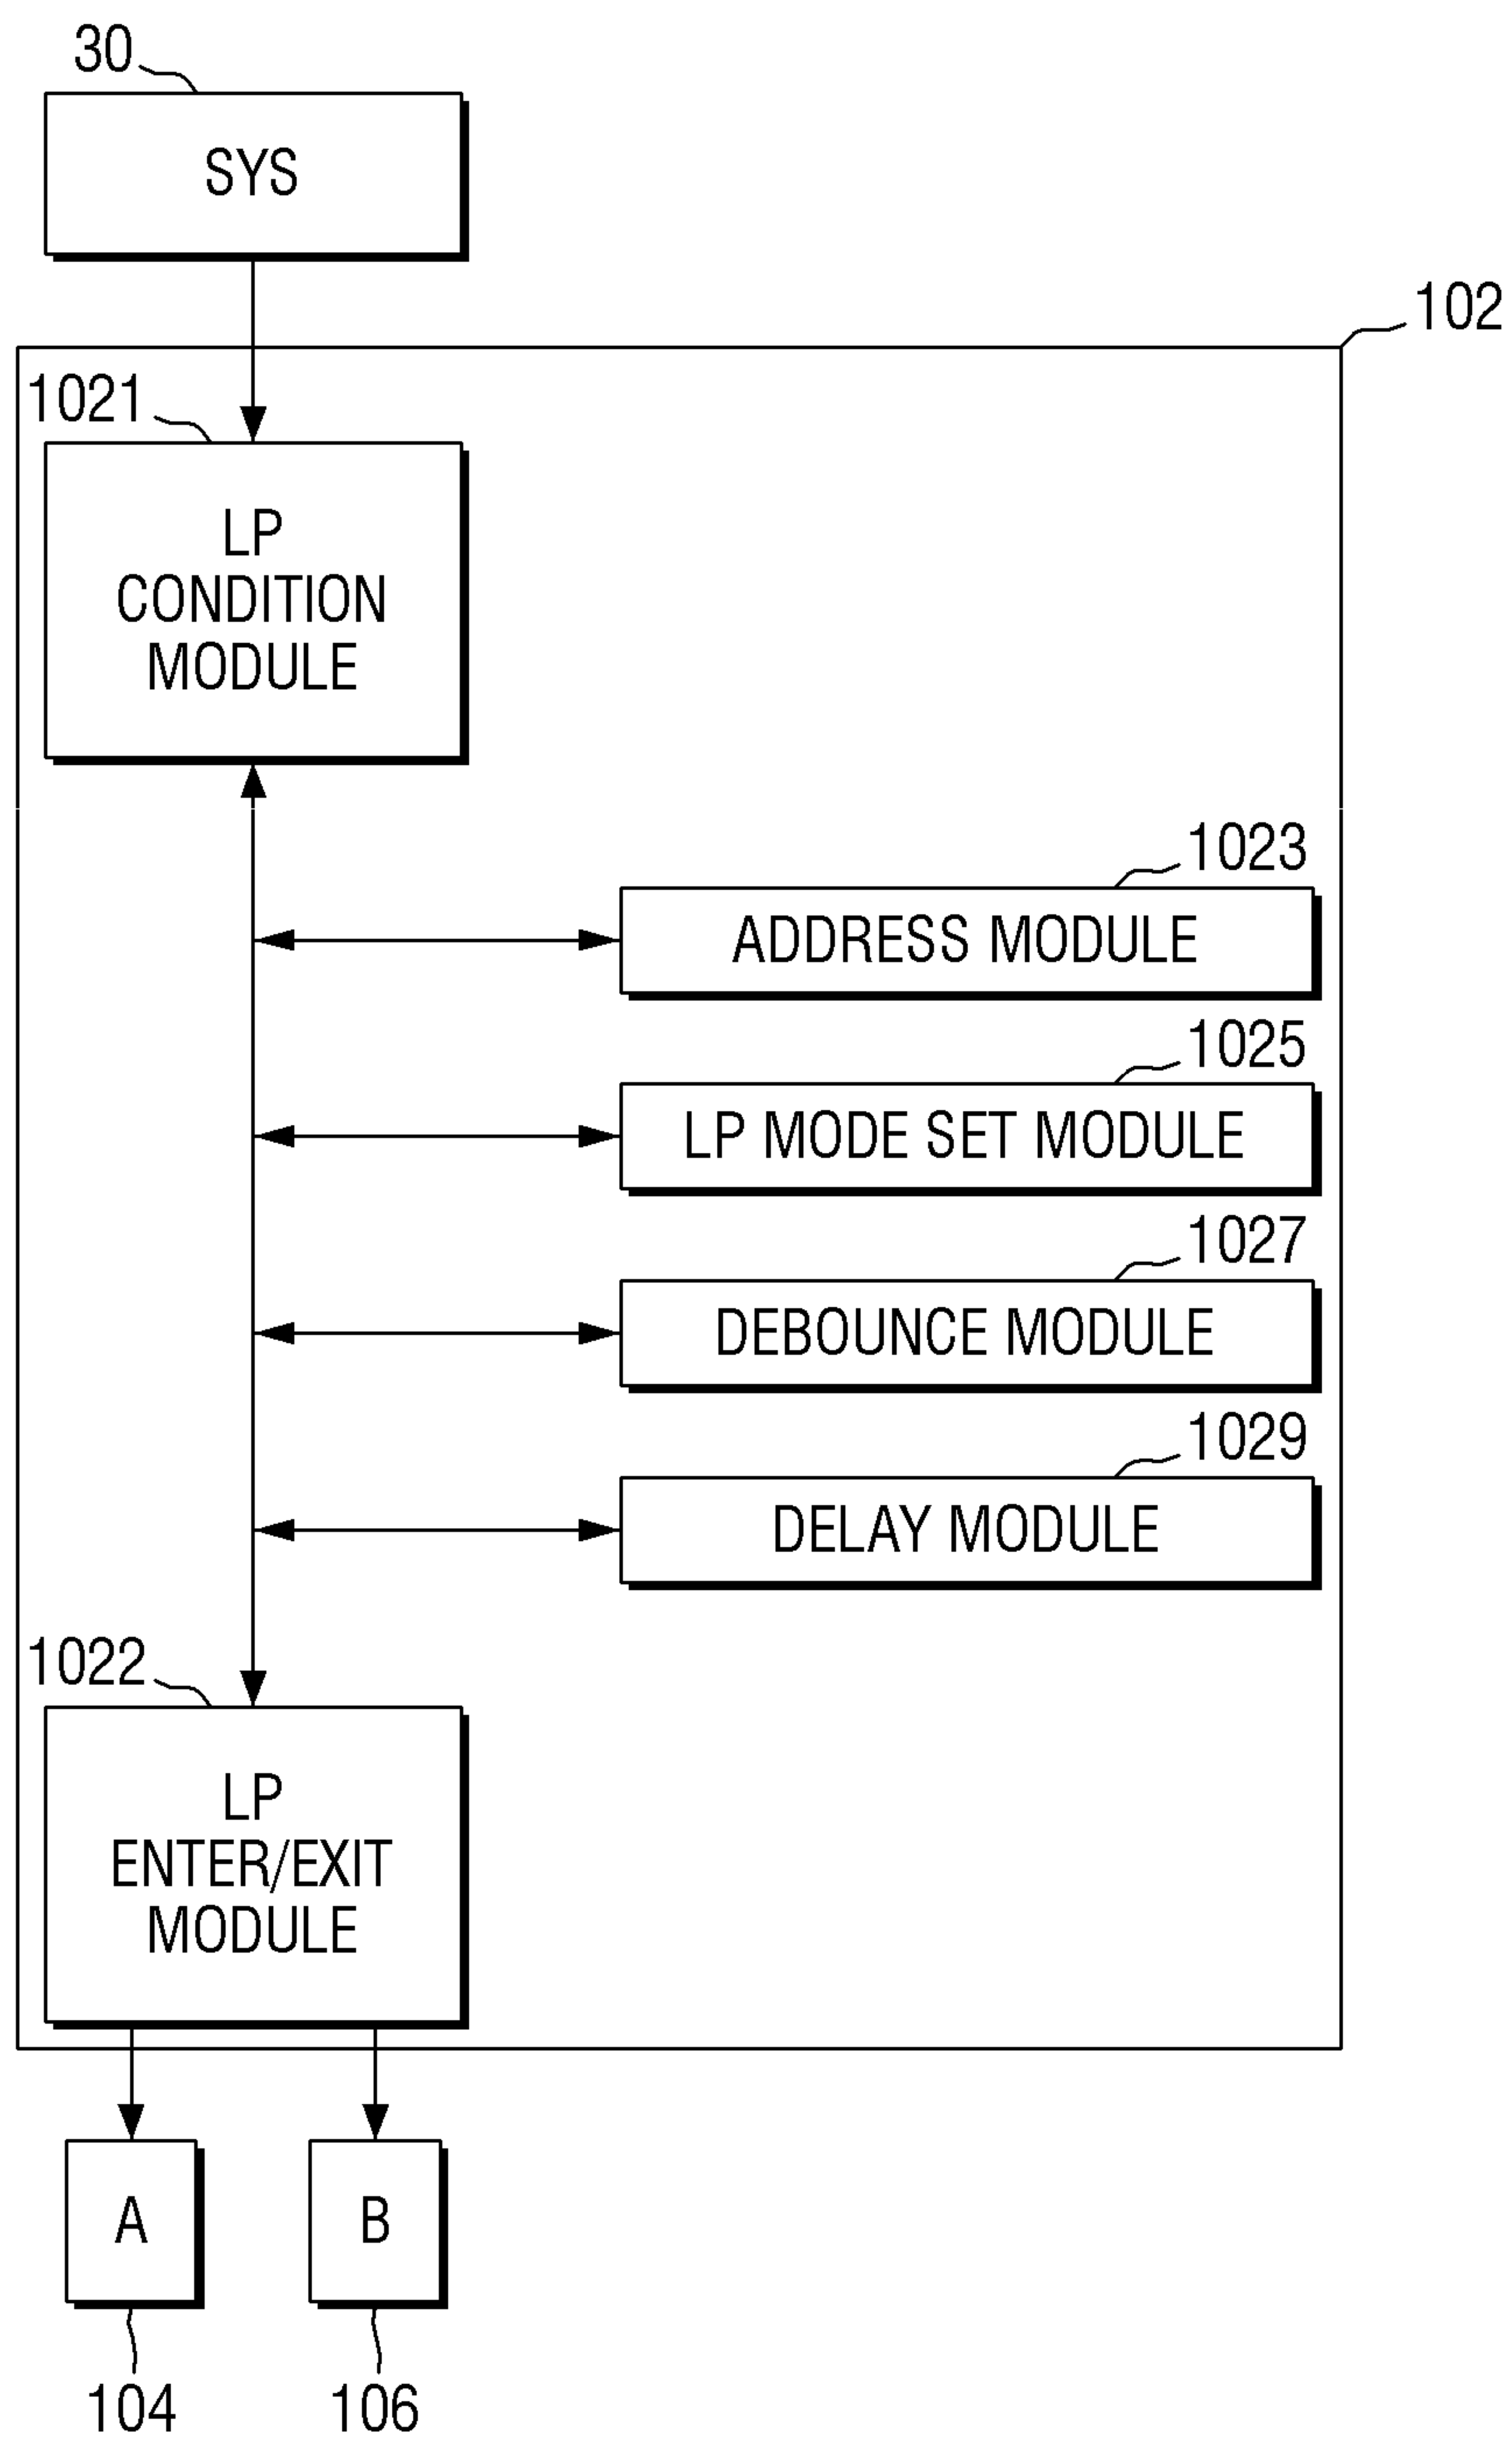 30
SYS
102
1021
LP
CONDITION
MODULE
1023
ADDRESS MODULE
1025
LP MODE SET MODULE
1027
DEBOUNCE MODULE
1029
DELAY MODULE
1022
LP
ENTER/EXIT
MODULE
A
B
104
106